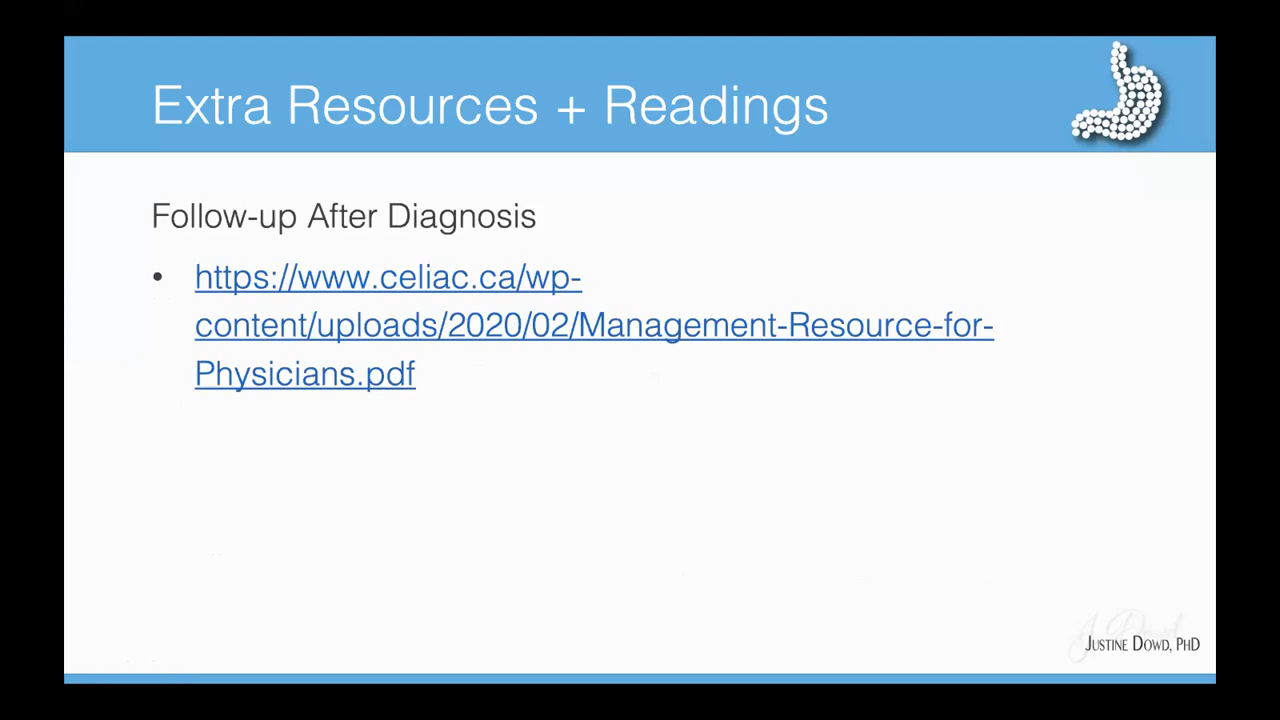 Extra Resources + Readings
Follow-up After Diagnosis
• https://www.celiac.ca/wp-
content/uploads/2020/02/Management-Resource-for-
Physicians.pdf
J. Dowd
JUSTINE DOWD, PHD